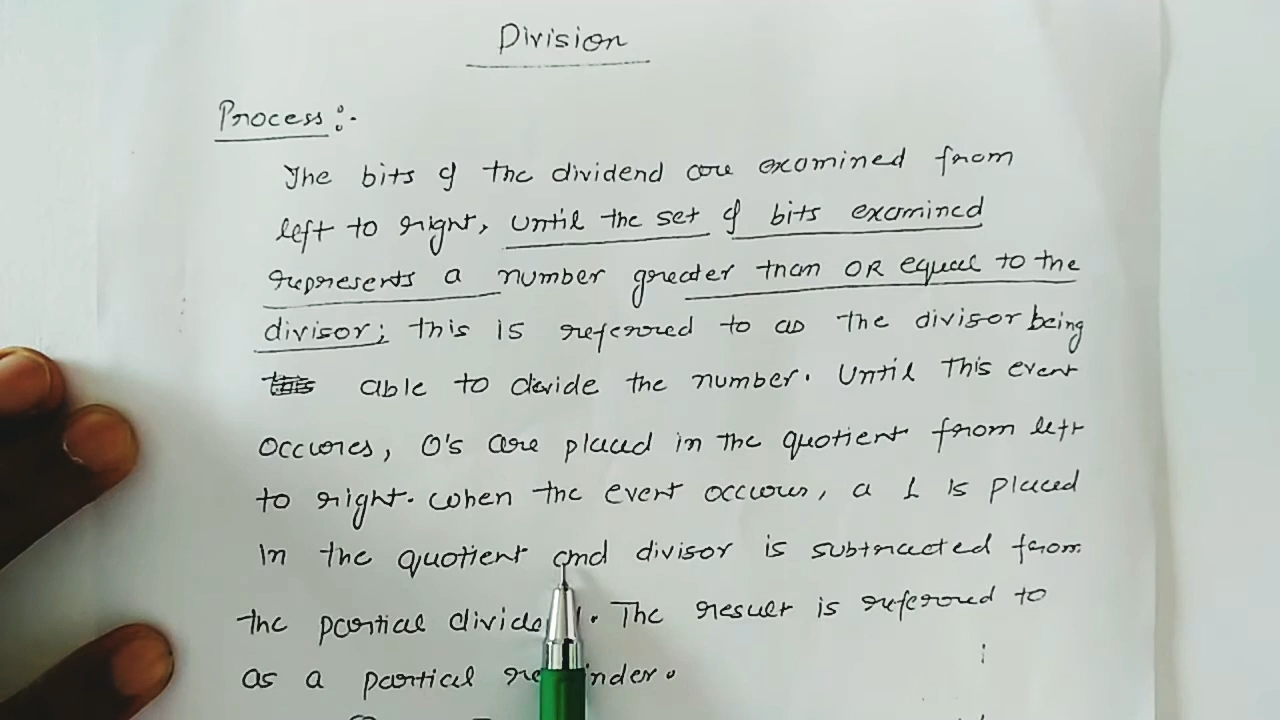 Division
Process :-
The bits of the dividend are examined from
left to right, until the set of bits examined
represents a number greater than OR equal to the
divisor; this is referred to as the divisor being
able to devide the number. Until this event
occures, 0's are placed in the quotient from left
to right. when the event occurs, a 1 is placed
in the quotient and divisor is subtracted from
the partial . The result is referred to
as a partial